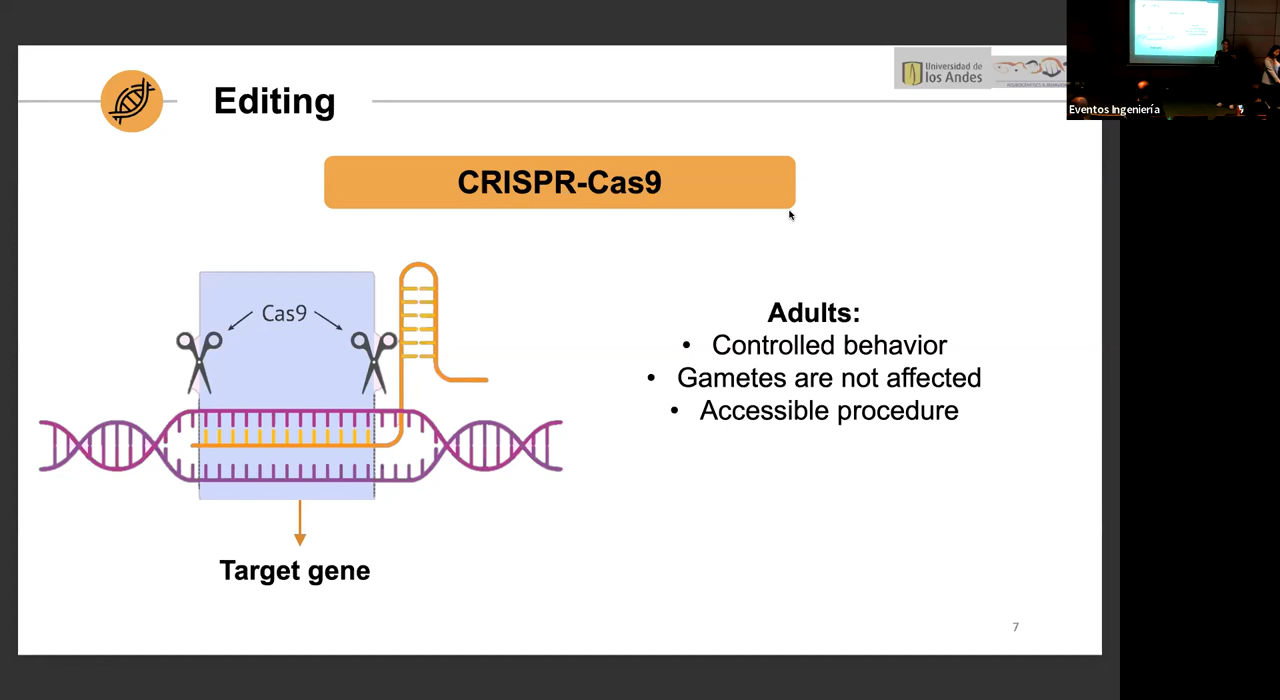 Editing
Universidad de
los Andes
Eventos Ingeniería
CRISPR-Cas9
Cas9
Adults:
• Controlled behavior
• Gametes are not affected
• Accessible procedure
Target gene
7